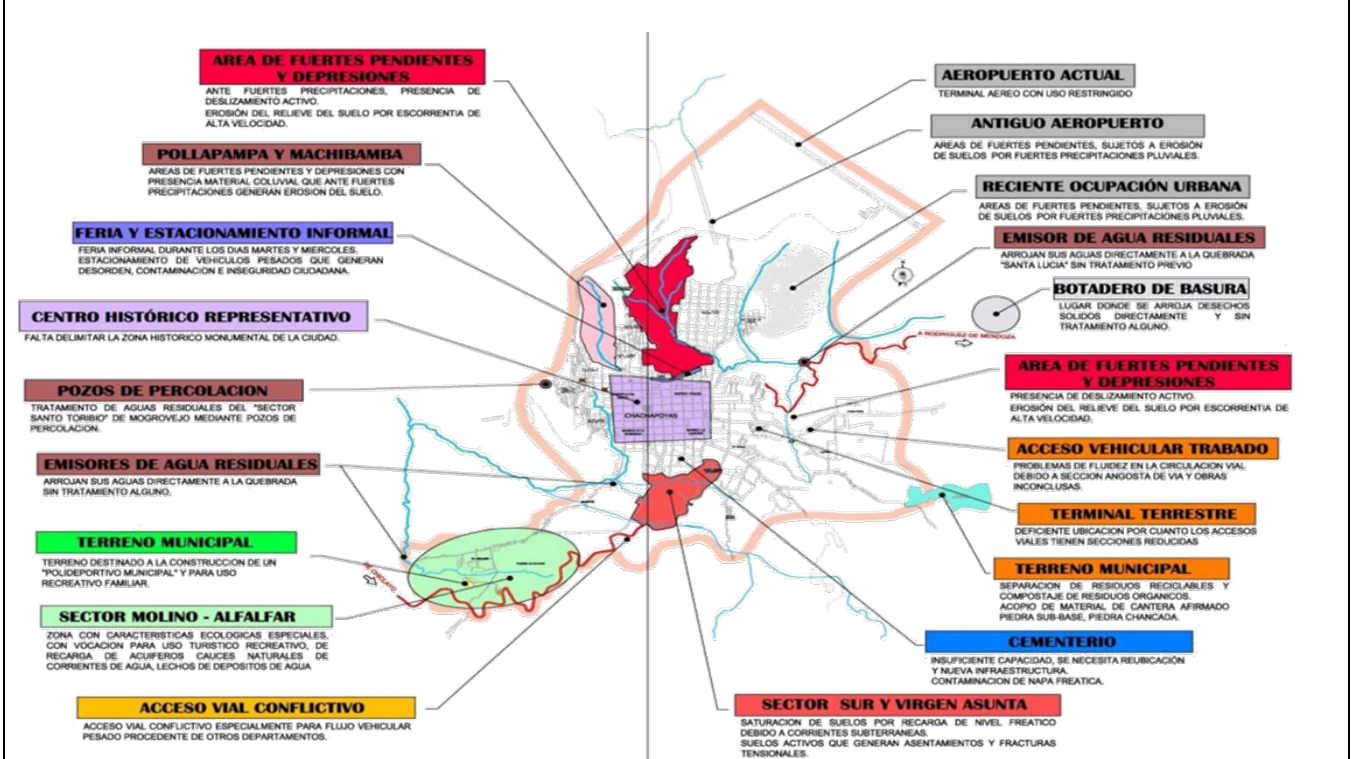 AREA DE FUERTES PENDIENTES
Y DEPRESIONES
ANTE FUERTES PRECIPITACIONES, PRESENCIA DE
DESLIZAMIENTO ACTIVO.
EROSIÓN DEL RELIEVE DEL SUELO POR ESCORRENTIA DE
ALTA VELOCIDAD.
POLLAPAMPA Y MACHIBAMBA
AREAS DE FUERTES PENDIENTES Y DEPRESIONES CON
PRESENCIA MATERIAL COLUVIAL QUE ANTE FUERTES
PRECIPITACIONES GENERAN EROSION DEL SUELO.
FERIA Y ESTACIONAMIENTO INFORMAL
FERIA INFORMAL DURANTE LOS DIAS MARTES Y MIERCOLES.
ESTACIONAMIENTO DE VEHICULOS PESADOS QUE GENERAN
DESORDEN, CONTAMINACION E INSEGURIDAD CIUDADANA.
CENTRO HISTÓRICO REPRESENTATIVO
FALTA DELIMITAR LA ZONA HISTORICO MONUMENTAL DE LA CIUDAD.
POZOS DE PERCOLACION
TRATAMIENTO DE AGUAS RESIDUALES DEL "SECTOR
SANTO TORIBIO" DE MOGROVEJO MEDIANTE POZOS DE
PERCOLACION.
EMISORES DE AGUA RESIDUALES
ARROJAN SUS AGUAS DIRECTAMENTE A LA QUEBRADA
SIN TRATAMIENTO ALGUNO.
TERRENO MUNICIPAL
TERRENO DESTINADO A LA CONSTRUCCION DE UN
"POLIDEPORTIVO MUNICIPAL" Y PARA USO
RECREATIVO FAMILIAR.
SECTOR MOLINO - ALFALFAR
ZONA CON CARACTERISTICAS ECOLOGICAS ESPECIALES.
CON VOCACION PARA USO TURISTICO RECREATIVO, DE
RECARGA DE ACUIFEROS CAUCES NATURALES DE
CORRIENTES DE AGUA, LECHOS DE DEPOSITOS DE AGUA
ACCESO VIAL CONFLICTIVO
ACCESO VIAL CONFLICTIVO ESPECIALMENTE PARA FLUJO VEHICULAR
PESADO PROCEDENTE DE OTROS DEPARTAMENTOS.
CHACHAPOYAS
DE CHICLAYO
A RODRIGUEZ DE MENDOZA
AEROPUERTO ACTUAL
TERMINAL AEREO CON USO RESTRINGIDO
ANTIGUO AEROPUERTO
AREAS DE FUERTES PENDIENTES, SUJETOS A EROSIÓN
DE SUELOS POR FUERTES PRECIPITACIONES PLUVIALES.
RECIENTE OCUPACIÓN URBANA
AREAS DE FUERTES PENDIENTES, SUJETOS A EROSIÓN
DE SUELOS POR FUERTES PRECIPITACIONES PLUVIALES.
EMISOR DE AGUA RESIDUALES
ARROJAN SUS AGUAS DIRECTAMENTE A LA QUEBRADA
"SANTA LUCIA" SIN TRATAMIENTO PREVIO
BOTADERO DE BASURA
LUGAR DONDE SE ARROJA DESECHOS
SOLIDOS DIRECTAMENTE Y SIN
TRATAMIENTO ALGUNO.
AREA DE FUERTES PENDIENTES
Y DEPRESIONES
PRESENCIA DE DESLIZAMIENTO ACTIVO.
EROSIÓN DEL RELIEVE DEL SUELO POR ESCORRENTIA DE
ALTA VELOCIDAD.
ACCESO VEHICULAR TRABADO
PROBLEMAS DE FLUIDEZ EN LA CIRCULACION VIAL
DEBIDO A SECCION ANGOSTA DE VIA Y OBRAS
INCONCLUSAS.
TERMINAL TERRESTRE
DEFICIENTE UBICACION POR CUANTO LOS ACCESOS
VIALES TIENEN SECCIONES REDUCIDAS
TERRENO MUNICIPAL
SEPARACION DE RESIDUOS RECICLABLES Y
COMPOSTAJE DE RESIDUOS ORGANICOS.
ACOPIO DE MATERIAL DE CANTERA AFIRMADO
PIEDRA SUB-BASE, PIEDRA CHANCADA.
CEMENTERIO
INSUFICIENTE CAPACIDAD, SE NECESITA REUBICACIÓN
Y NUEVA INFRAESTRUCTURA.
CONTAMINACION DE NAPA FREATICA.
SECTOR SUR Y VIRGEN ASUNTA
SATURACION DE SUELOS POR RECARGA DE NIVEL FREATICO
DEBIDO A CORRIENTES SUBTERRANEAS.
SUELOS ACTIVOS QUE GENERAN ASENTAMIENTOS Y FRACTURAS
TENSIONALES.